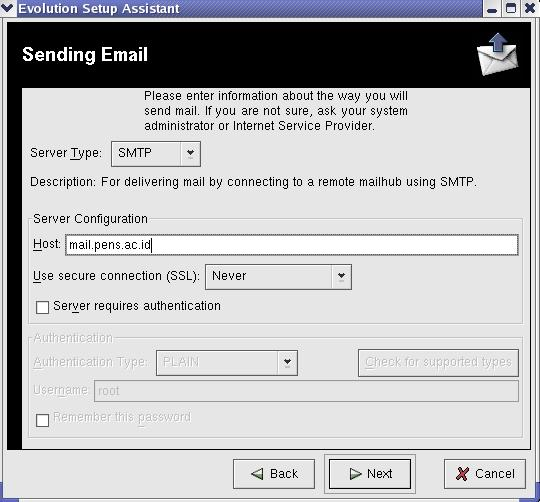 Evolution Setup Assistant
Sending Email
Please enter information about the way you will
send mail. If you are not sure, ask your system
administrator or Internet Service Provider.
Server Type: SMTP
Description: For delivering mail by connecting to a remote mailhub using SMTP.
Server Configuration
Host: mail.pens.ac.id
Use secure connection (SSL): Never
Server requires authentication
Authentication
Authentication Type: PLAIN Check for supported types
Username: root
Remember this password
Back Next Cancel